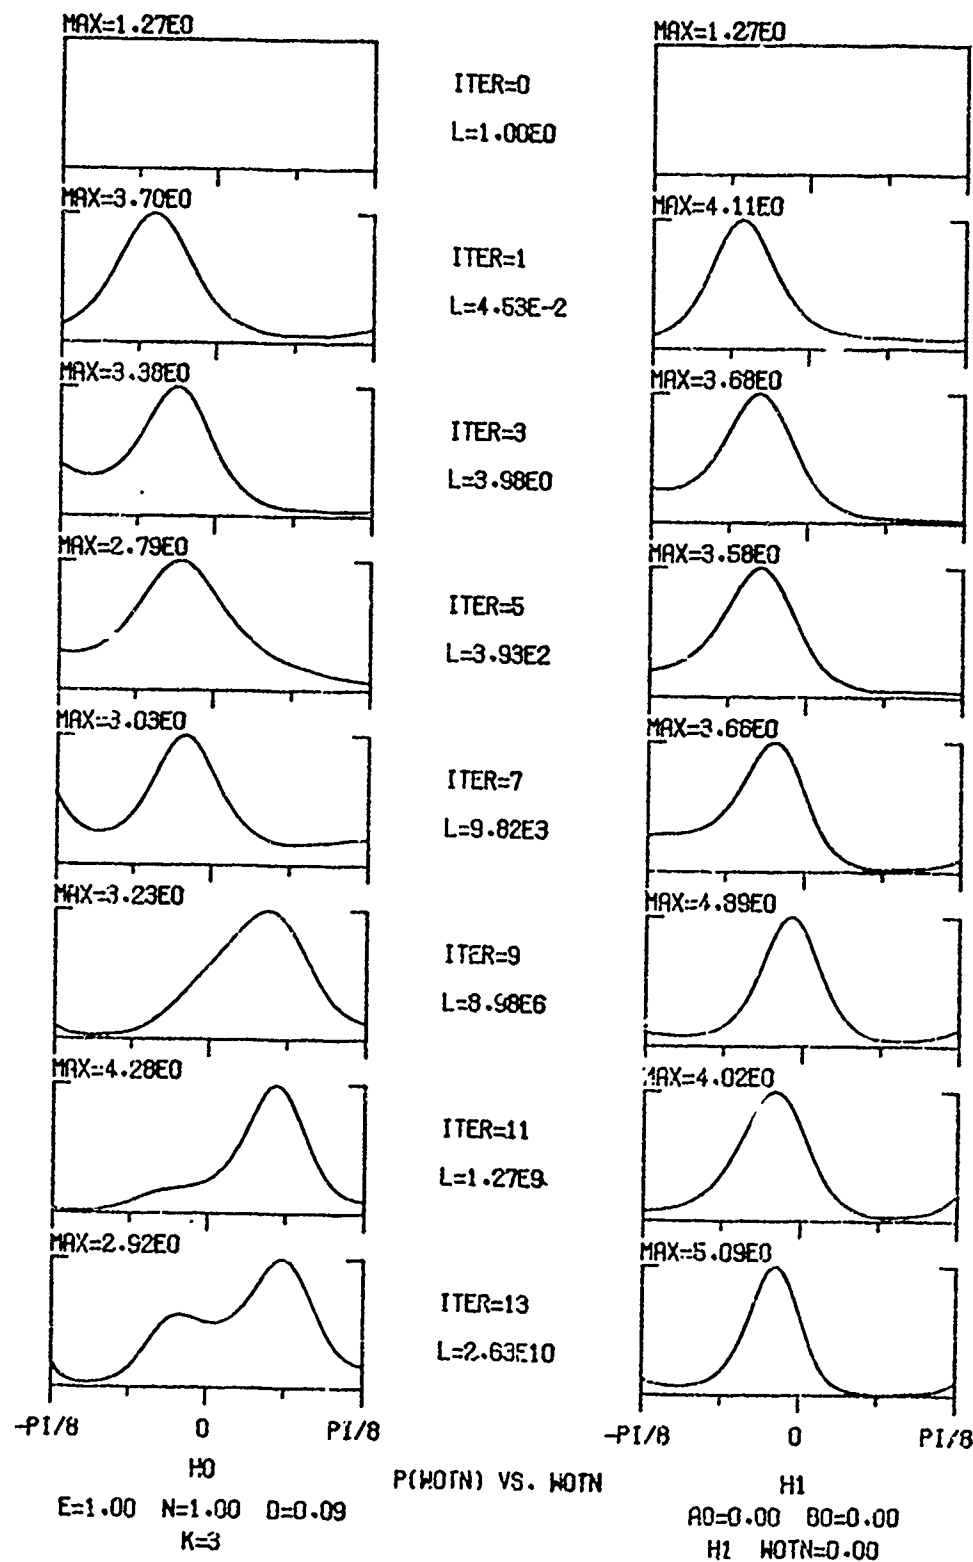 MAX=1.27E0
MAX=1.27E0
ITER=0
L=1.00E0
MAX=3.70E0
MAX=4.11E0
ITER=1
L=4.53E-2
MAX=3.38E0
MAX=3.68E0
ITER=3
L=3.98E0
MAX=2.79E0
MAX=3.58E0
ITER=5
L=3.93E2
MAX=3.03E0
MAX=3.66E0
ITER=7
L=9.82E3
MAX=3.23E0
MAX=4.89E0
ITER=9
L=8.98E6
MAX=4.28E0
MAX=4.02E0
ITER=11
L=1.27E9
MAX=2.92E0
MAX=5.09E0
ITER=13
L=2.63E10
-PI/8 0 PI/8
-PI/8 0 PI/8
H0
P(WOTN) VS. WOTN
H1
E=1.00 N=1.00 D=0.09
A0=0.00 B0=0.00
K=3
H1 WOTN=0.00